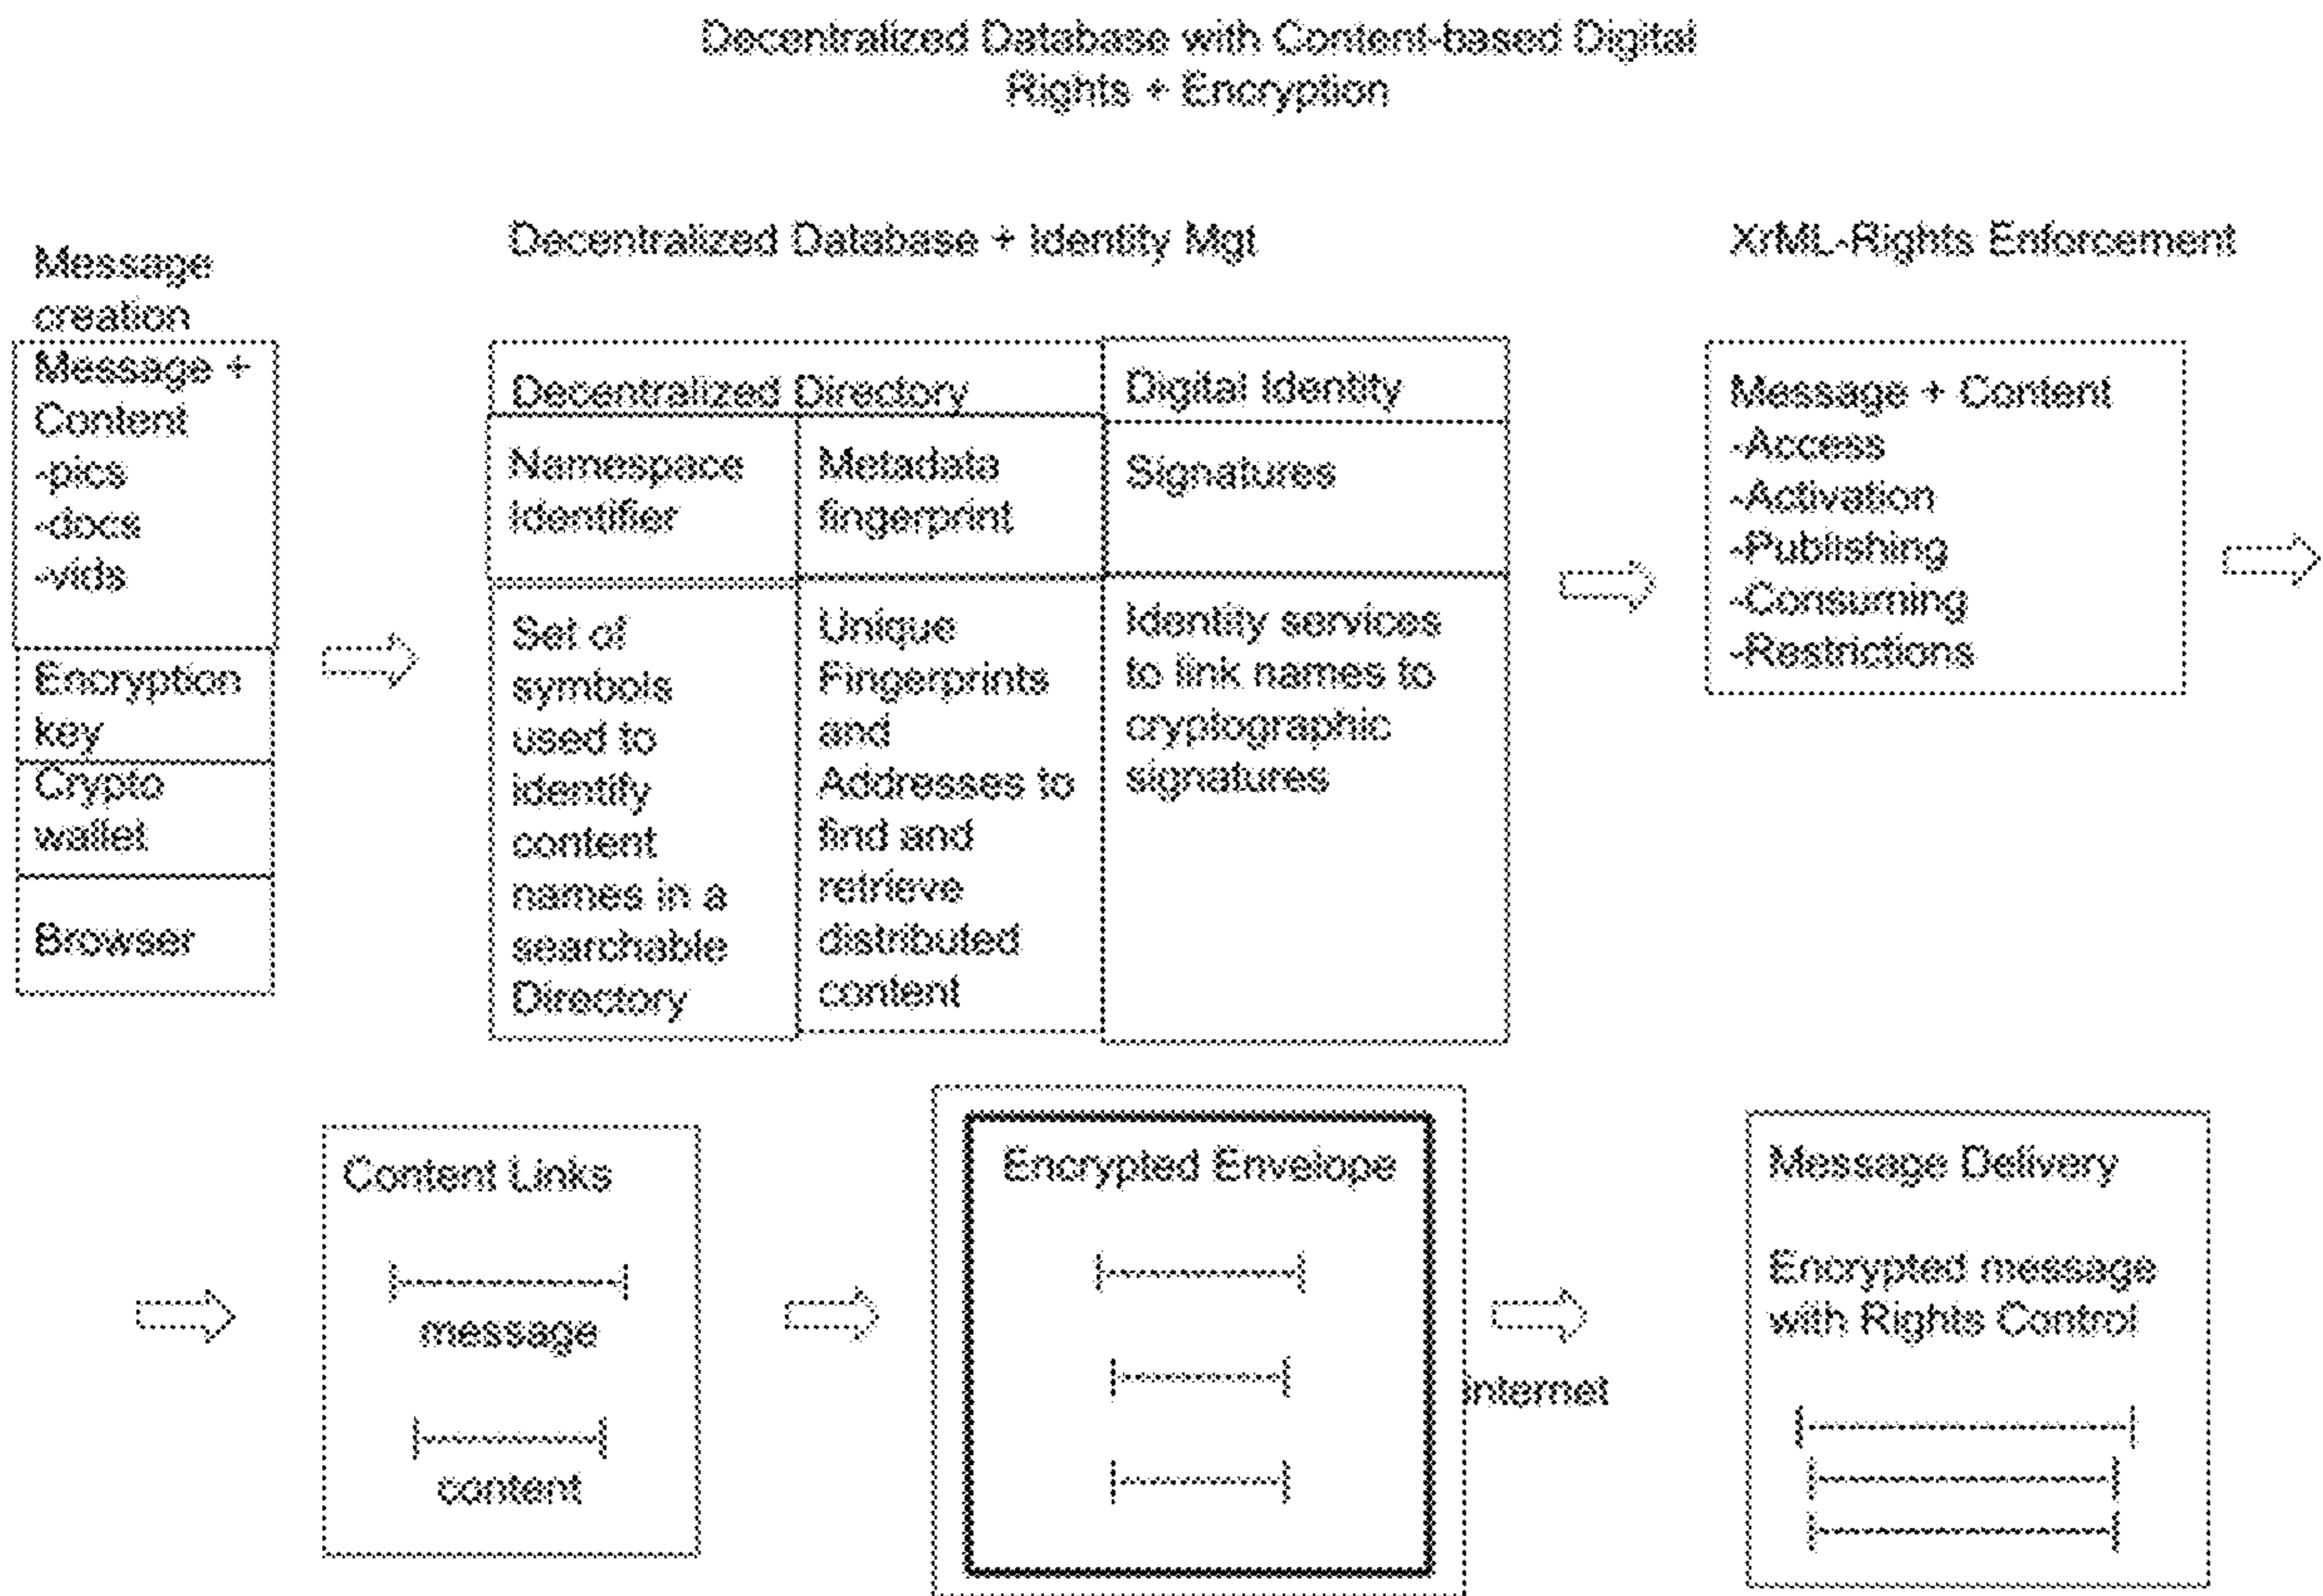 Decentralized Database with Content-based Digital
Rights + Encryption
Message
creation
Message +
Content
-pics
-docs
-vids
Encryption
key
Crypto
wallet
Browser
Decentralized Database + Identity Mgt
Decentralized Directory
Namespace
Identifier
Set of
symbols
used to
identify
content
names in a
searchable
Directory
Metadata
fingerprint
Unique
Fingerprints
and
Addresses to
find and
retrieve
distributed
content
Digital Identity
Signatures
Identity services
to link names to
cryptographic
signatures
XrML-Rights Enforcement
Message + Content
-Access
-Activation
-Publishing
-Consuming
-Restrictions
Content Links
message
content
Encrypted Envelope
internet
Message Delivery
Encrypted message
with Rights Control